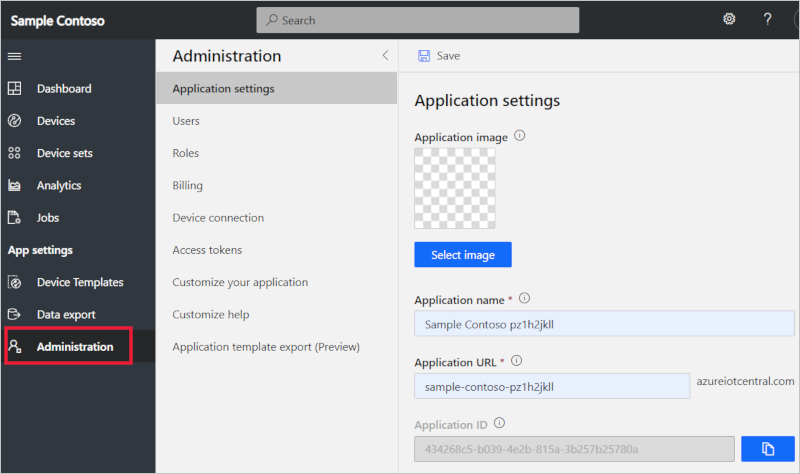 Sample Contoso
Search
?
Dashboard
Devices
Device sets
Analytics
Jobs
App settings
Device Templates
Data export
Administration
Administration
Application settings
Users
Roles
Billing
Device connection
Access tokens
Customize your application
Customize help
Application template export (Preview)
Save
Application settings
Application image
Select image
Application name *
Sample Contoso pz1h2jkll
Application URL *
sample-contoso-pz1h2jkll
azureiotcentral.com
Application ID
434268c5-b039-4e2b-815a-3b257b25780a